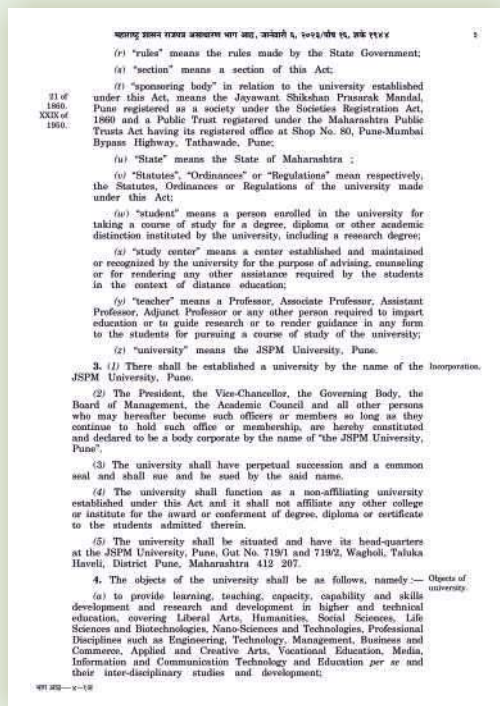 महाराष्ट्र शासन राजपत्र असाधारण भाग आठ, जानेवारी ६, २०२३/पौष १६, शके १९४४ ३
(r) “rules” means the rules made by the State Government;
(s) “section” means a section of this Act;
(t) “sponsoring body” in relation to the university established
21 of 1860. XXIX of 1950.
under this Act, means the Jayawant Shikshan Prasarak Mandal,
Pune registered as a society under the Societies Registration Act,
1860 and a Public Trust registered under the Maharashtra Public
Trusts Act having its registered office at Shop No. 80, Pune-Mumbai
Bypass Highway, Tathawade, Pune;
(u) “State” means the State of Maharashtra ;
(v) “Statutes”, “Ordinances” or “Regulations” mean respectively,
the Statutes, Ordinances or Regulations of the university made
under this Act;
(w) “student” means a person enrolled in the university for
taking a course of study for a degree, diploma or other academic
distinction instituted by the university, including a research degree;
(x) “study center” means a center established and maintained
or recognized by the university for the purpose of advising, counseling
or for rendering any other assistance required by the students
in the context of distance education;
(y) “teacher” means a Professor, Associate Professor, Assistant
Professor, Adjunct Professor or any other person required to impart
education or to guide research or to render guidance in any form
to the students for pursuing a course of study of the university;
(z) “university” means the JSPM University, Pune.
3. (1) There shall be established a university by the name of the Incorporation.
JSPM University, Pune.
(2) The President, the Vice-Chancellor, the Governing Body, the
Board of Management, the Academic Council and all other persons
who may hereafter become such officers or members so long as they
continue to hold such office or membership, are hereby constituted
and declared to be a body corporate by the name of “the JSPM University,
Pune”.
(3) The university shall have perpetual succession and a common
seal and shall sue and be sued by the said name.
(4) The university shall function as a non-affiliating university
established under this Act and it shall not affiliate any other college
or institute for the award or conferment of degree, diploma or certificate
to the students admitted therein.
(5) The university shall be situated and have its head-quarters
at the JSPM University, Pune, Gut No. 719/1 and 719/2, Wagholi, Taluka
Haveli, District Pune, Maharashtra 412 207.
4. The objects of the university shall be as follows, namely :— Objects of
university.
(a) to provide learning, teaching, capacity, capability and skills
development and research and development in higher and technical
education, covering Liberal Arts, Humanities, Social Sciences, Life
Sciences and Biotechnologies, Nano-Sciences and Technologies, Professional
Disciplines such as Engineering, Technology, Management, Business and
Commerce, Applied and Creative Arts, Vocational Education, Media,
Information and Communication Technology and Education per se and
their inter-disciplinary studies and development;
भाग आठ—४-१अ